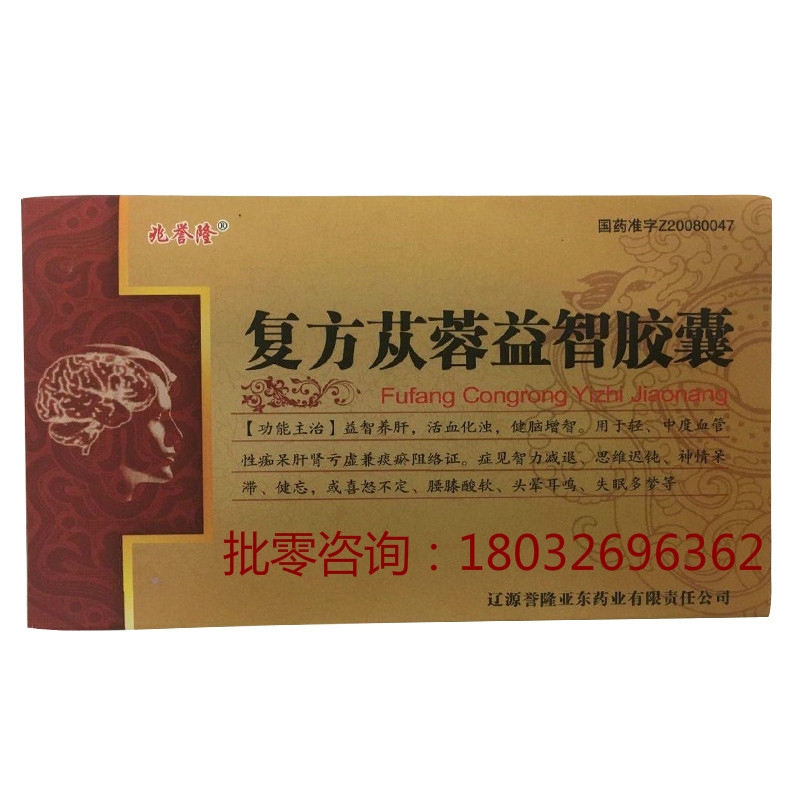 兆誉隆®
国药准字Z20080047
复方苁蓉益智胶囊
Fufang Congrong Yizhi Jiaonang
【功能主治】益智养肝，活血化浊，健脑增智。用于轻、中度血管
性痴呆肝肾亏虚兼痰瘀阻络证。症见智力减退、思维迟钝、神情呆
滞、健忘，或喜怒不定、腰膝酸软、头晕耳鸣、失眠多梦等
批零咨询：18032696362
辽源誉隆亚东药业有限责任公司